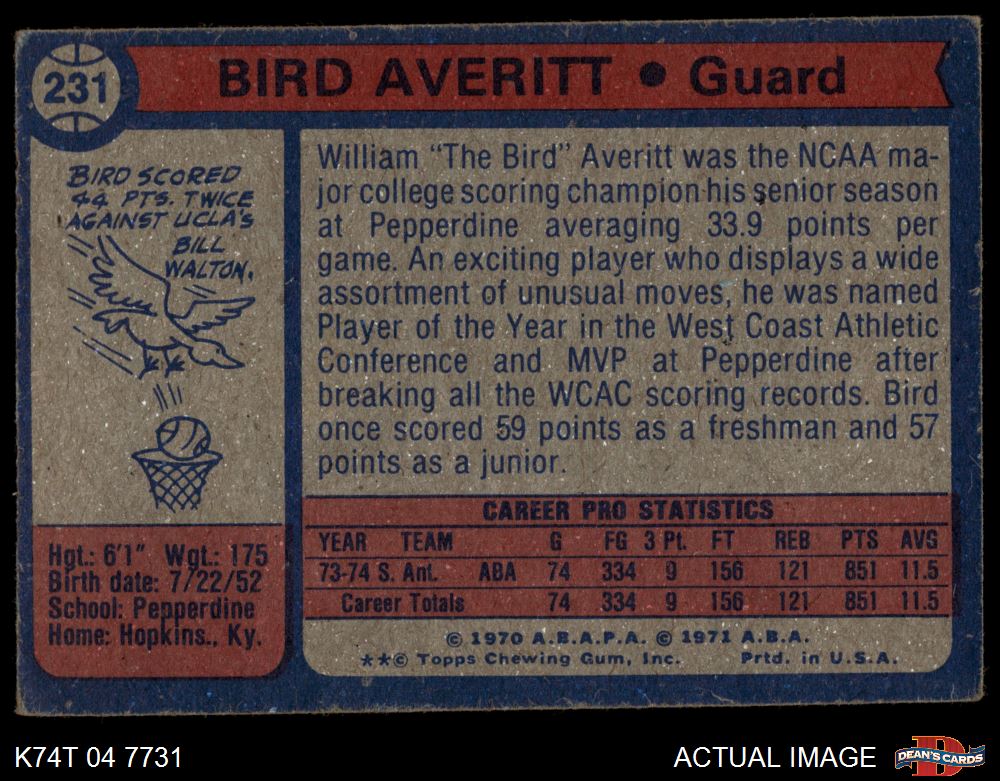 231
BIRD AVERITT • Guard
BIRD SCORED
44 PTS. TWICE
AGAINST UCLA'S
BILL
WALTON.
William "The Bird" Averitt was the NCAA ma-
jor college scoring champion his senior season
at Pepperdine averaging 33.9 points per
game. An exciting player who displays a wide
assortment of unusual moves, he was named
Player of the Year in the West Coast Athletic
Conference and MVP at Pepperdine after
breaking all the WCAC scoring records. Bird
once scored 59 points as a freshman and 57
points as a junior.
Hgt.: 6'1" Wgt.: 175
Birth date: 7/22/52
School: Pepperdine
Home: Hopkins., Ky.
CAREER PRO STATISTICS
YEAR TEAM G FG 3 Pt. FT REB PTS AVG
73-74 S. Ant. ABA 74 334 9 156 121 851 11.5
Career Totals 74 334 9 156 121 851 11.5
© 1970 A.B.A.P.A. © 1971 A.B.A.
**© Topps Chewing Gum, Inc. Prtd. in U.S.A.
K74T 04 7731
ACTUAL IMAGE
D
DEAN'S CARDS